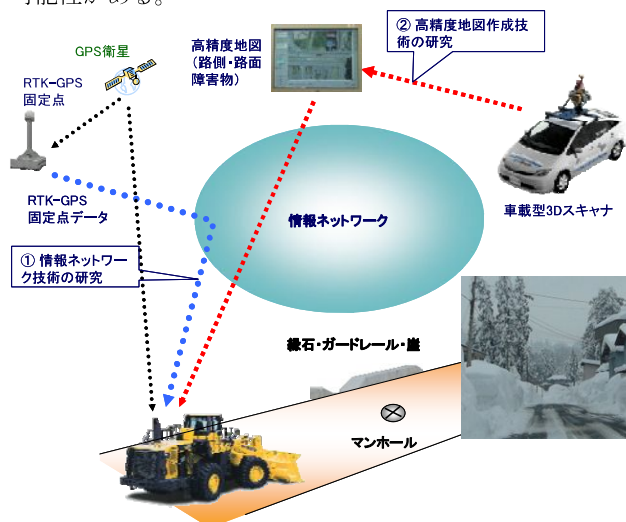 可能性がある。
GPS衛星
RTK-GPS
固定点
高精度地図
(路側・路面
障害物)
② 高精度地図作成技
術の研究
RTK-GPS
固定点データ
情報ネットワーク
車載型3Dスキャナ
① 情報ネットワー
ク技術の研究
縁石・ガードレール・崖
マンホール